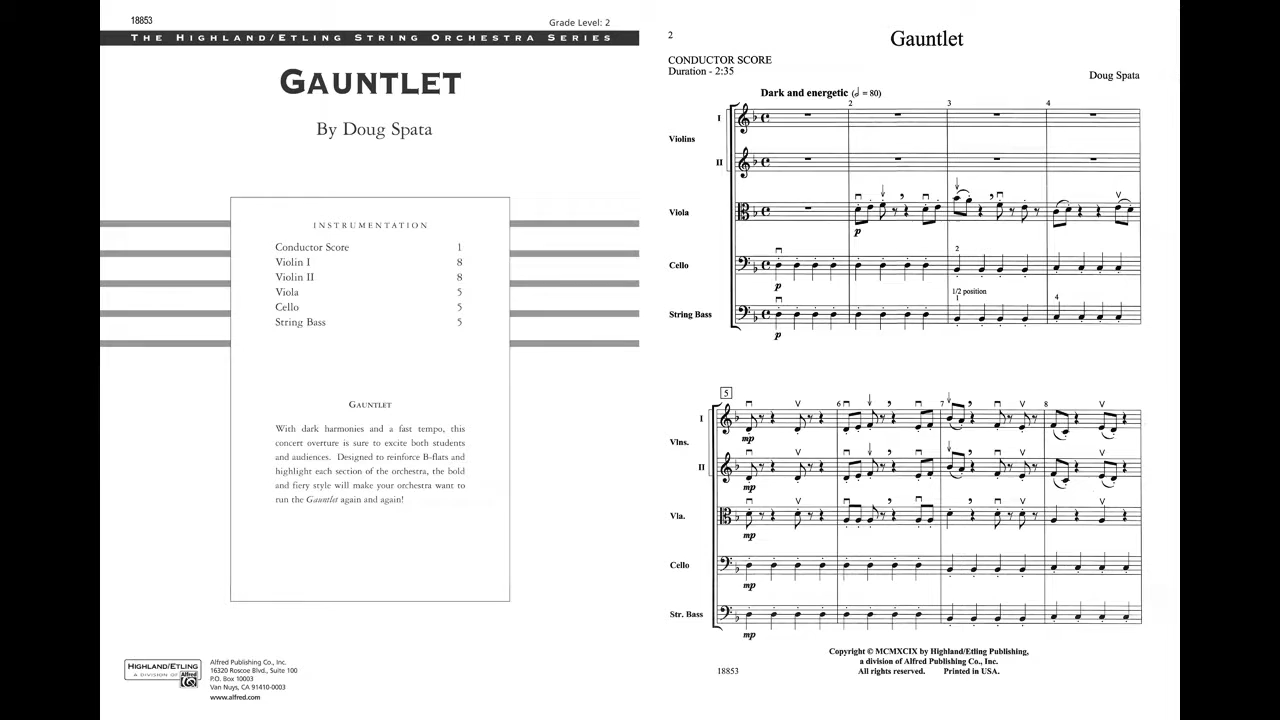 18853
Grade Level: 2
THE HIGHLAND/ETLING STRING ORCHESTRA SERIES
GAUNTLET
By Doug Spata
INSTRUMENTATION
Conductor Score 1
Violin I 8
Violin II 8
Viola 5
Cello 5
String Bass 5
GAUNTLET
With dark harmonies and a fast tempo, this
concert overture is sure to excite both students
and audiences. Designed to reinforce B-flats and
highlight each section of the orchestra, the bold
and fiery style will make your orchestra want to
run the Gauntlet again and again!
HIGHLAND/ETLING
A DIVISION OF Alfred
Alfred Publishing Co., Inc.
16320 Roscoe Blvd., Suite 100
P.O. Box 10003
Van Nuys, CA 91410-0003
www.alfred.com
2
Gauntlet
CONDUCTOR SCORE
Duration - 2:35
Doug Spata
Dark and energetic (𝅗𝅥 = 80)
2 3 4
I
Violins
II
Viola
p
Cello
2
p
1/2 position
1 4
String Bass
p
5
6 7 8
I
mp
Vlns.
II
mp
Vla.
mp
Cello
mp
Str. Bass
mp
Copyright © MCMXCIX by Highland/Etling Publishing,
a division of Alfred Publishing Co., Inc.
All rights reserved. Printed in USA.
18853